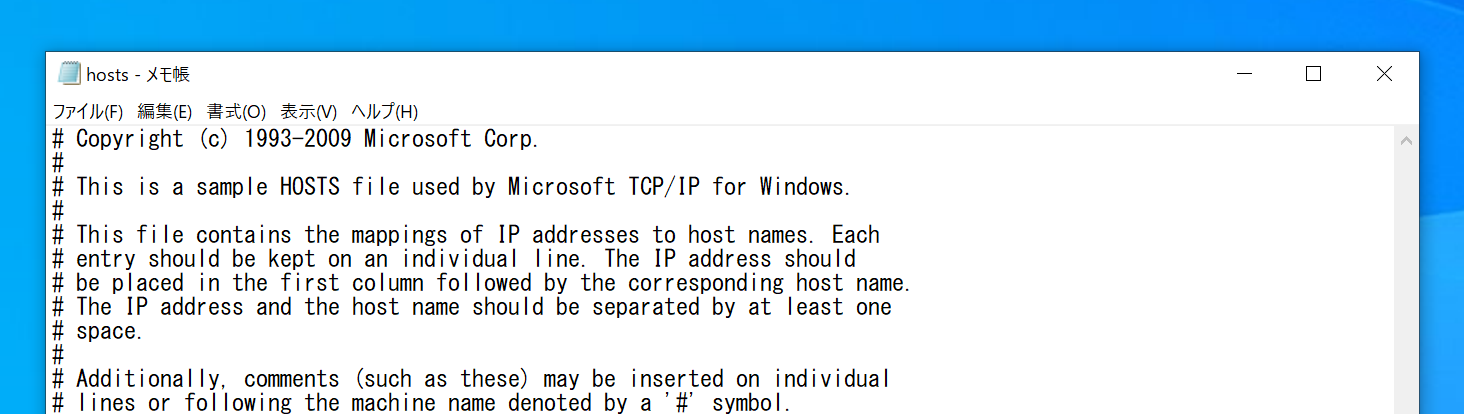 hosts - メモ帳
ファイル(F) 編集(E) 書式(O) 表示(V) ヘルプ(H)
# Copyright (c) 1993-2009 Microsoft Corp.
#
# This is a sample HOSTS file used by Microsoft TCP/IP for Windows.
#
# This file contains the mappings of IP addresses to host names. Each
# entry should be kept on an individual line. The IP address should
# be placed in the first column followed by the corresponding host name.
# The IP address and the host name should be separated by at least one
# space.
#
# Additionally, comments (such as these) may be inserted on individual
# lines or following the machine name denoted by a '#' symbol.